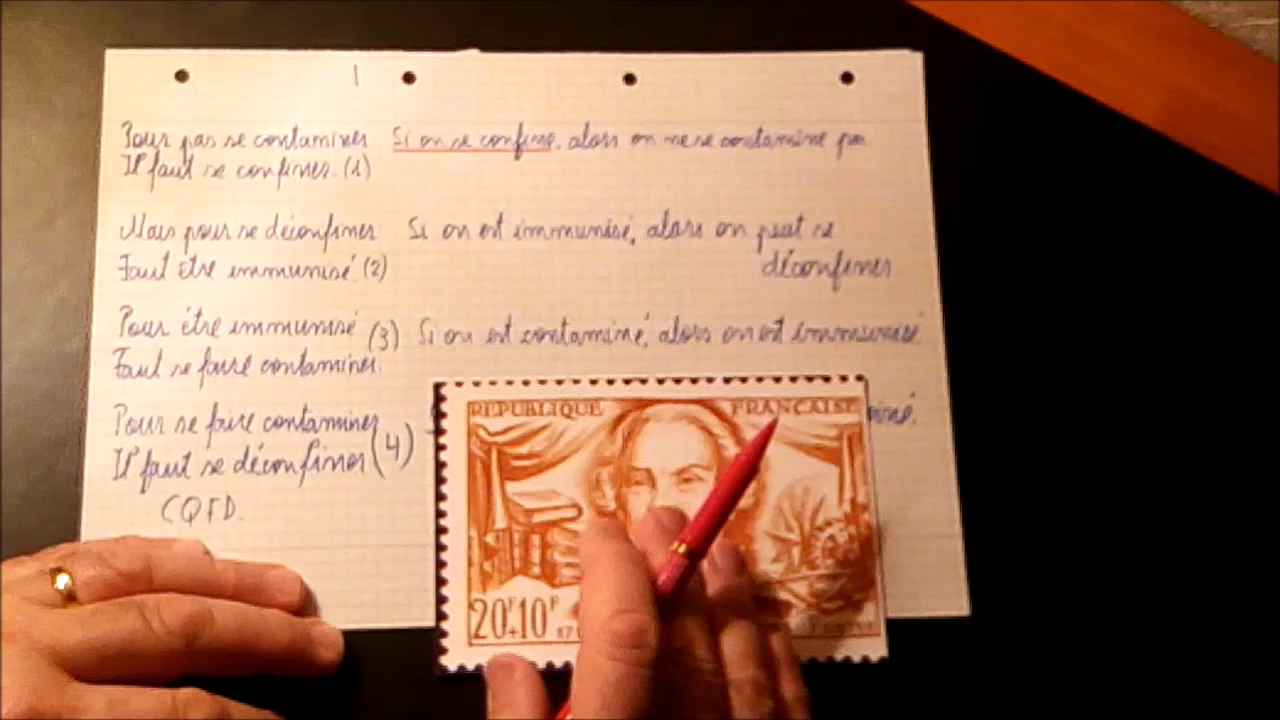 1
Pour pas se contaminer Si on se confine, alors on ne se contamine pas
Il faut se confiner. (1)
Mais pour se déconfiner Si on est immunisé, alors on peut se
Faut être immunisé. (2) déconfiner
Pour être immunisé (3) Si on est contaminé, alors on est immunisé
Faut se faire contaminer.
Pour se faire contaminer
Il faut se déconfiner (4)
CQFD.
REPUBLIQUE FRANÇAISE
20F+10F